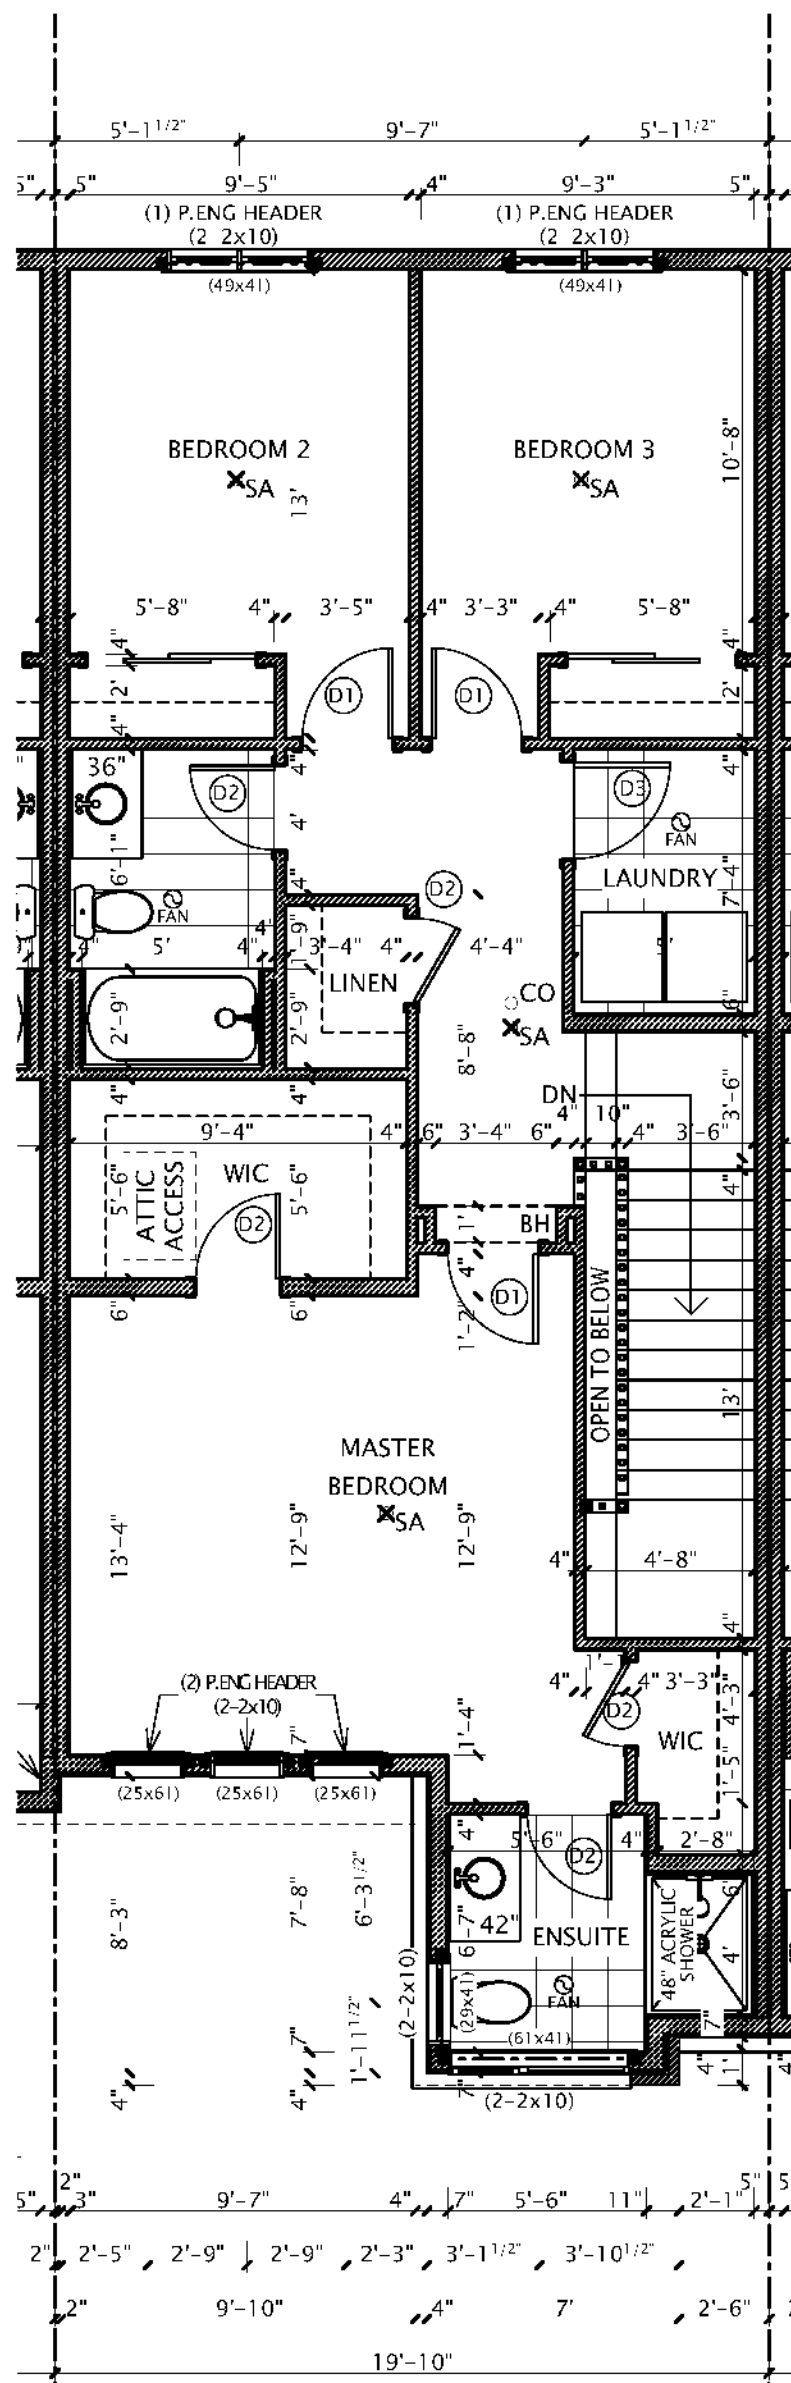 5'-1 1/2" 9'-7" 5'-1 1/2"
5" 9'-5" 4" 9'-3" 5"
(1) P.ENG HEADER (1) P.ENG HEADER
(2 2x10) (2 2x10)
(49x41) (49x41)
BEDROOM 2 BEDROOM 3
SA SA
13' 10'-8"
5'-8" 4" 3'-5" 4" 3'-3" 4" 5'-8"
4" 4"
D1 D1
2' 2'
4" 4" 4"
36" D2 D3
FAN
4'
6'-1" LAUNDRY
4" D2 7'-4"
FAN
4"
4" 5' 4" 1'-9" 3'-4" 4" 4'-4" 5'
LINEN
CO 6"
2'-9" 2'-9" SA
8'-8"
4" 4" DN 3'-6"
9'-4" 4" 6" 3'-4" 6" 4" 10" 4" 3'-6"
5'-6" ATTIC ACCESS WIC 5'-6" 4"
D2 1' BH
4"
6" 6" 1'-2" D1
OPEN TO BELOW
13'
MASTER
BEDROOM
SA
13'-4" 12'-9" 12'-9" 4" 4'-8"
4"
4" 1'-1" 4" 3'-3"
(2) P.ENG HEADER
(2-2x10) D2 4'-3"
7" 1'-4" WIC
(25x61) (25x61) (25x61) 1'-5"
4" 5'-6" 4" 2'-8"
D2
6'-3 1/2" 6"
8'-3" 7'-8" 6'-7" 42" ENSUITE 48" ACRYLIC SHOWER 4'
(2-2x10) (29x41) FAN
7" 1'-11 1/2" (61x41) 7"
4" 4" 7" 4" 1' 4"
(2-2x10)
2" 5" 5
5" 3" 9'-7" 4" 7" 5'-6" 11" 2'-1"
2" 2'-5" 2'-9" 2'-9" 2'-3" 3'-1 1/2" 3'-10 1/2"
2" 9'-10" 4" 7' 2'-6"
19'-10"